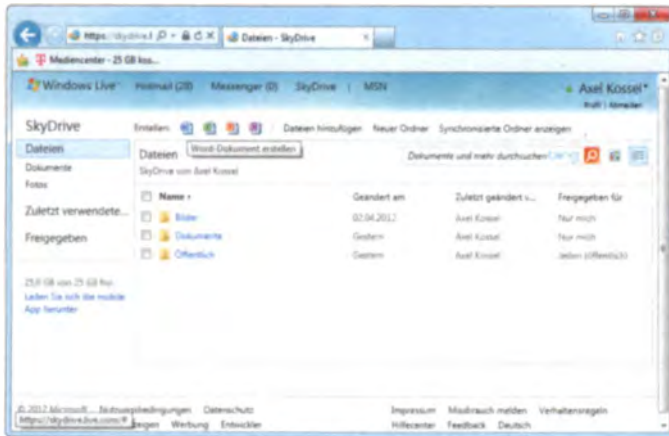 https://skydrive.l
Dateien - SkyDrive
Mediencenter - 25 GB kos...
Windows Live Hotmail (28) Messenger (0) SkyDrive | MSN Axel Kossel
Profil | Abmelden
SkyDrive Erstellen: Dateien hinzufügen Neuer Ordner Synchronisierte Ordner anzeigen
Word-Dokument erstellen
Dateien
Dokumente
Fotos
Zuletzt verwendete...
Freigegeben
25,0 GB von 25 GB frei
Laden Sie sich die mobile
App herunter
Dateien Dokumente und mehr durchsuchen
SkyDrive von Axel Kossel
Name Geändert am Zuletzt geändert v... Freigegeben für
Bilder 02.04.2012 Axel Kossel Nur mich
Dokumente Gestern Axel Kossel Nur mich
Öffentlich Gestern Axel Kossel Jeden (öffentlich)
© 2012 Microsoft Nutzungsbedingungen Datenschutz Impressum Missbrauch melden Verhaltensregeln
https://skydrive.live.com/# Werbung Entwickler Hilfecenter Feedback Deutsch